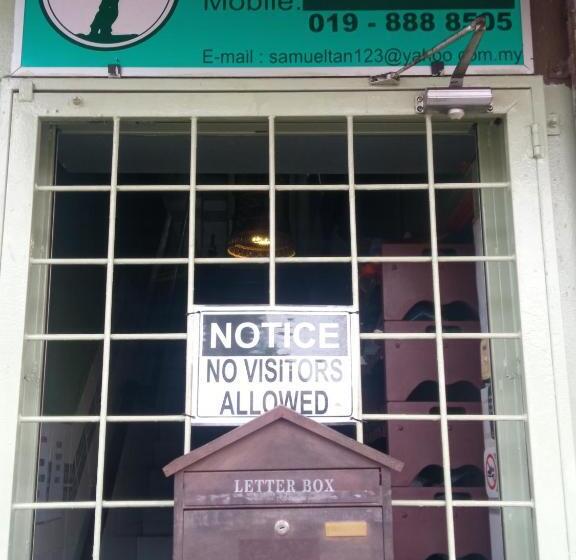 Mobile:
019 - 888 8505
E-mail : samueltan123@yahoo.com.my
NOTICE
NO VISITORS
ALLOWED
LETTER BOX